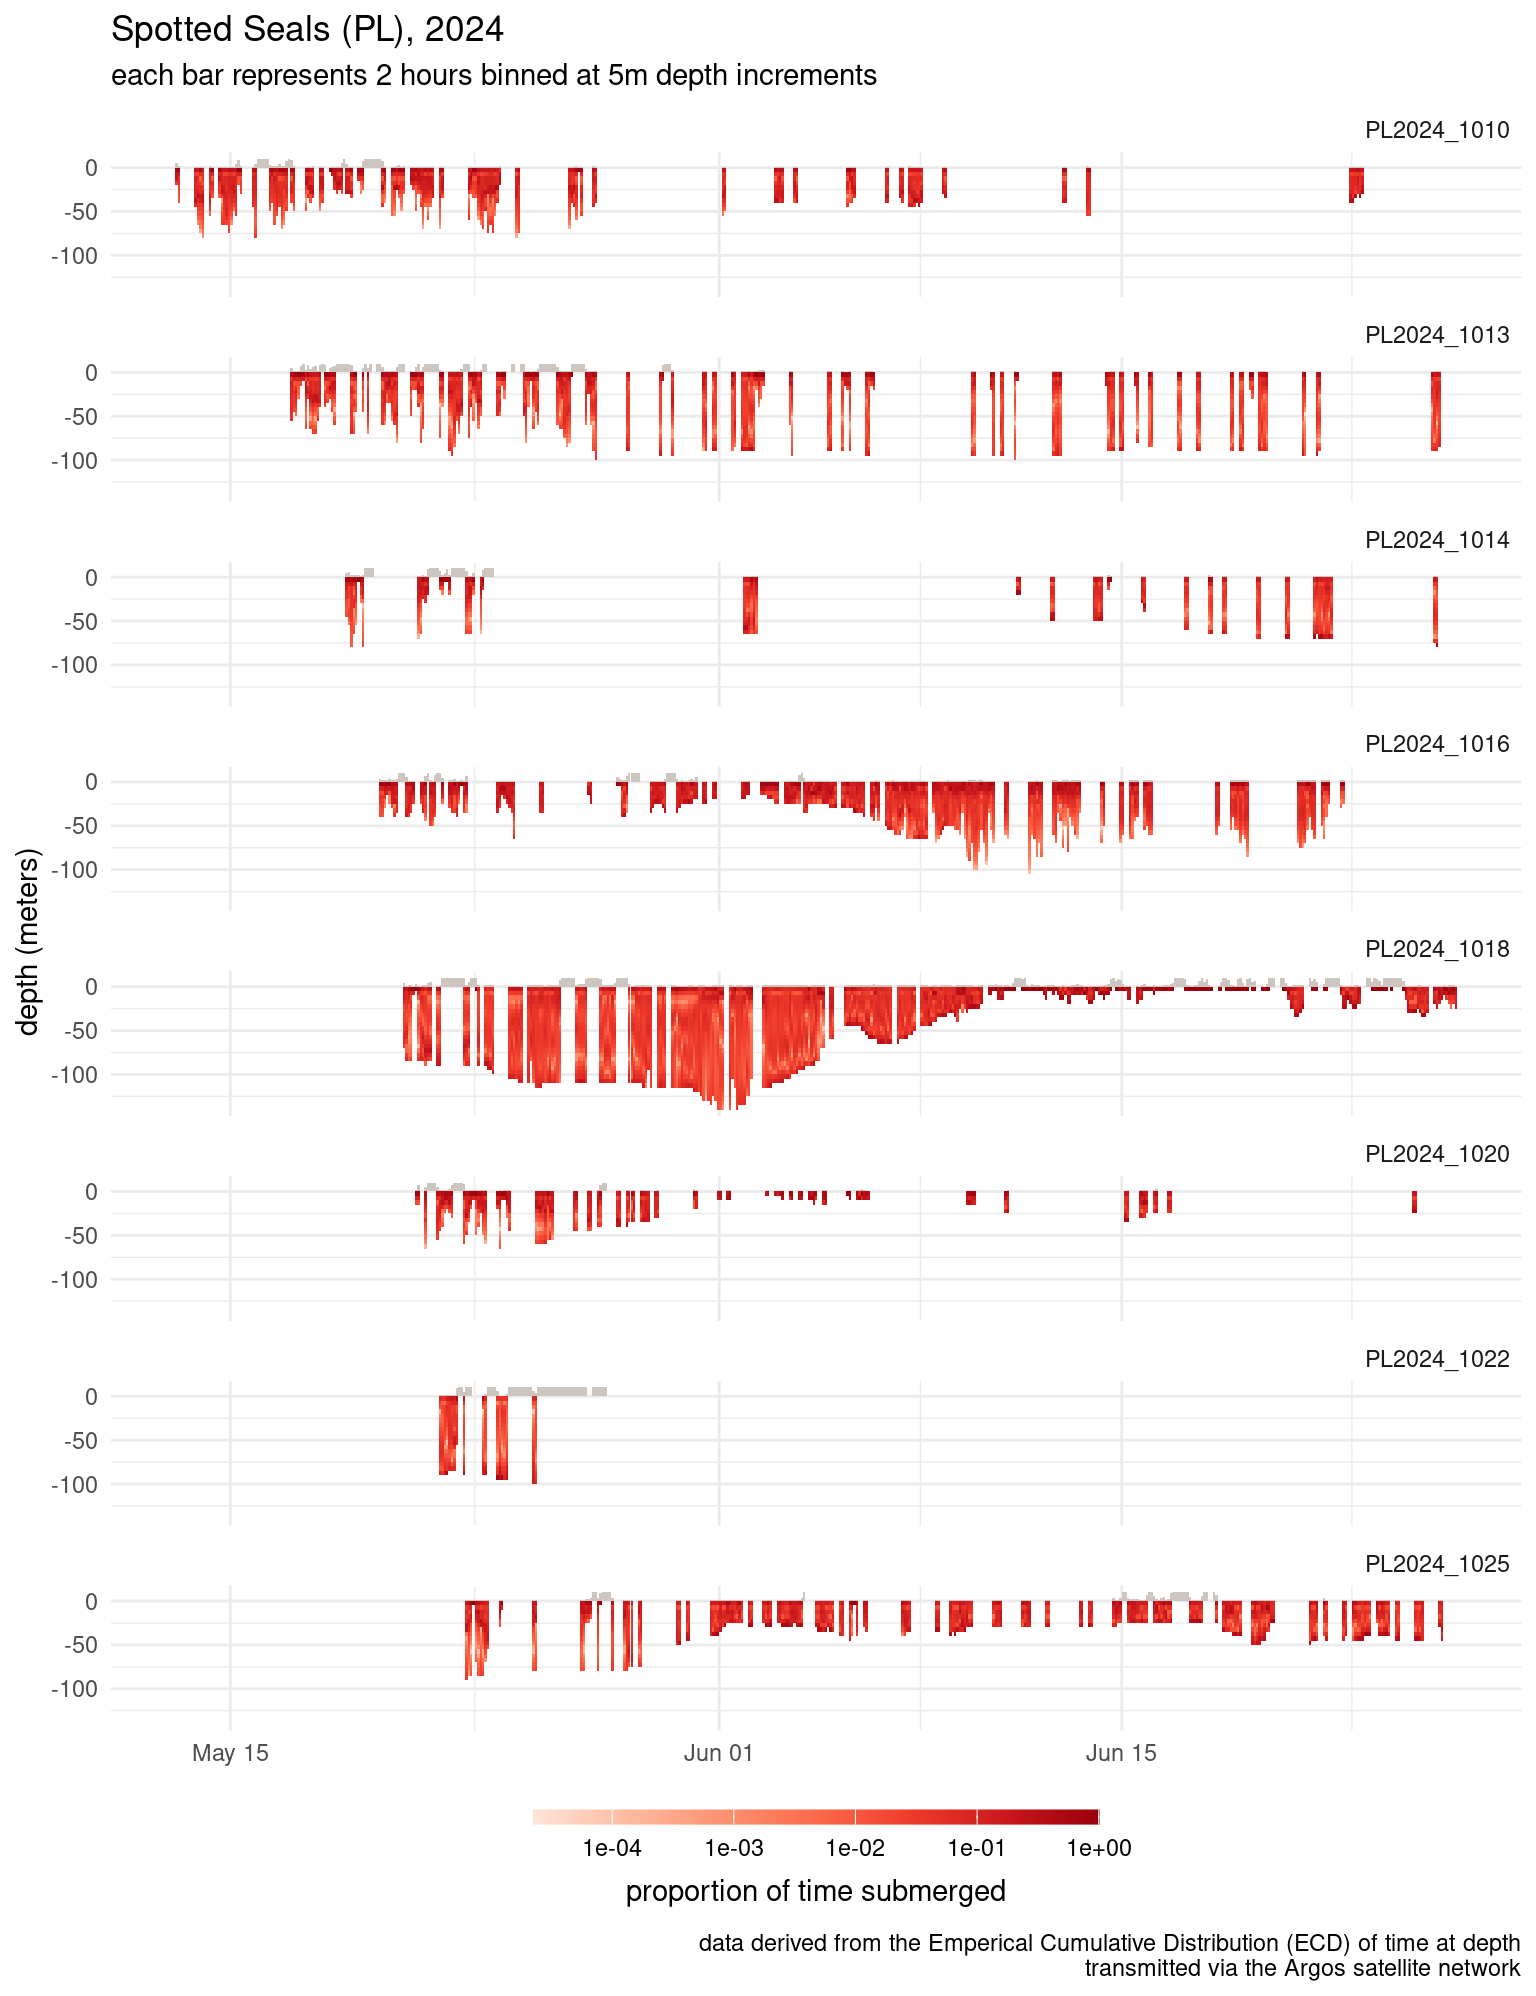 Spotted Seals (PL), 2024
each bar represents 2 hours binned at 5m depth increments
PL2024_1010
0
-50
-100
PL2024_1013
0
-50
-100
PL2024_1014
0
-50
-100
PL2024_1016
0
-50
-100
depth (meters)
PL2024_1018
0
-50
-100
PL2024_1020
0
-50
-100
PL2024_1022
0
-50
-100
PL2024_1025
0
-50
-100
May 15 Jun 01 Jun 15
1e-04 1e-03 1e-02 1e-01 1e+00
proportion of time submerged
data derived from the Emperical Cumulative Distribution (ECD) of time at depth
transmitted via the Argos satellite network